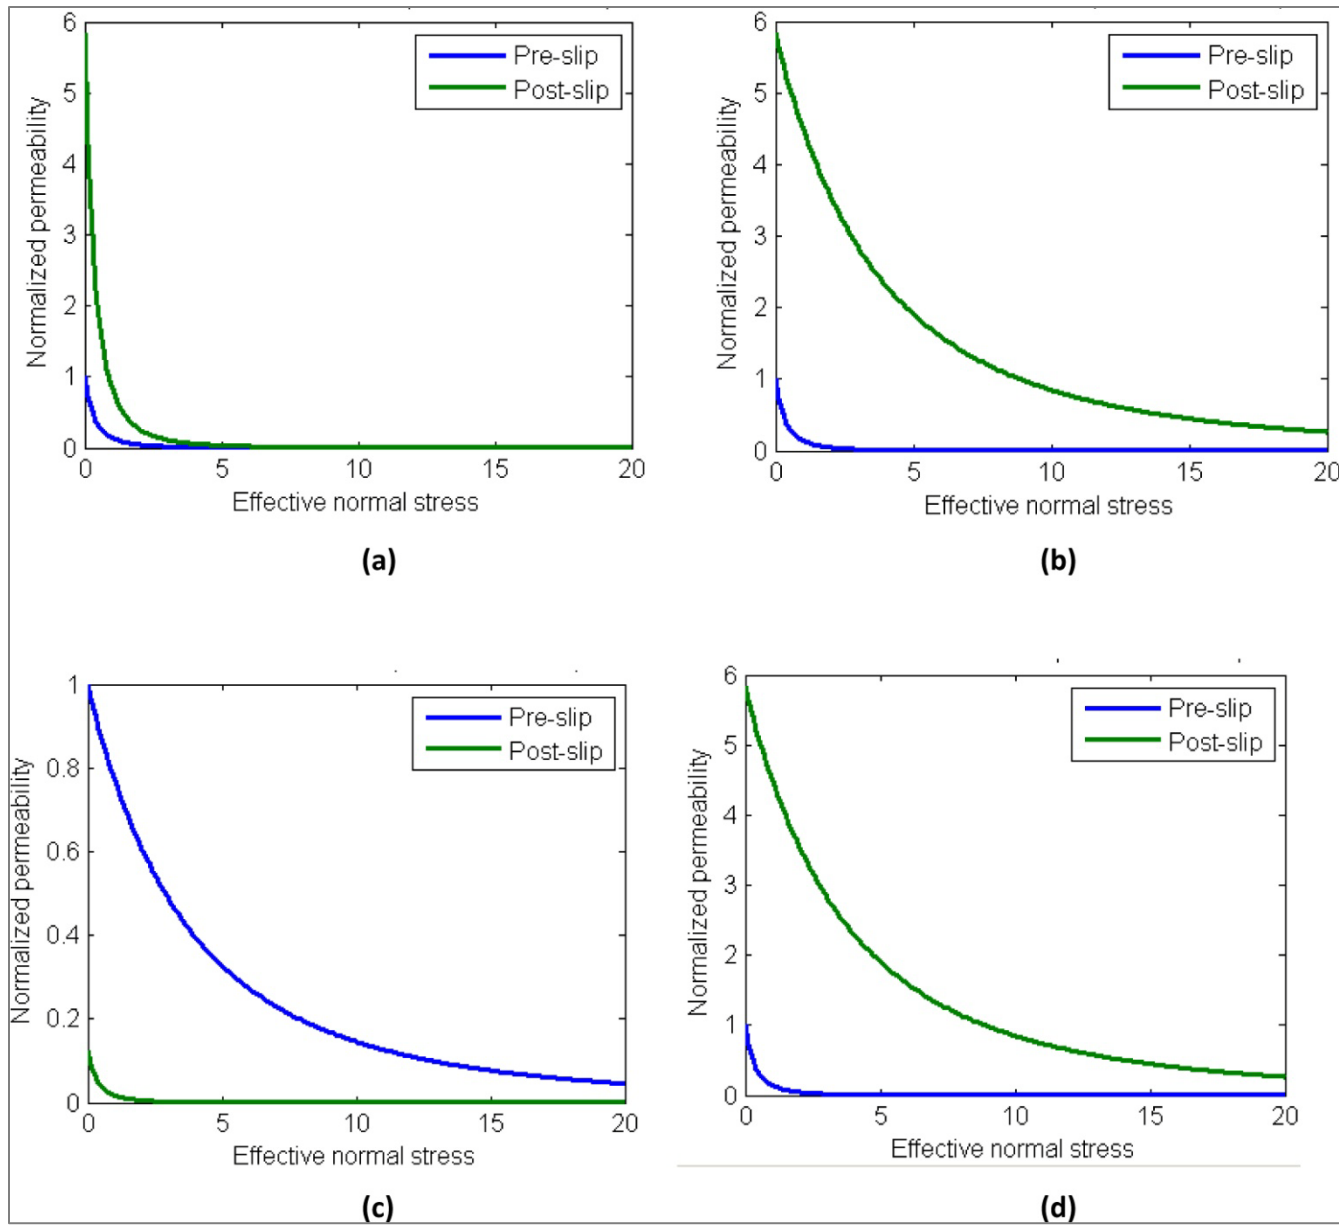 6
5
4
3
2
1
0
Normalized permeability
Pre-slip
Post-slip
0 5 10 15 20
Effective normal stress
(a)
6
5
4
3
2
1
0
Normalized permeability
Pre-slip
Post-slip
0 5 10 15 20
Effective normal stress
(b)
1
0.8
0.6
0.4
0.2
0
Normalized permeability
Pre-slip
Post-slip
0 5 10 15 20
Effective normal stress
(c)
6
5
4
3
2
1
0
Normalized permeability
Pre-slip
Post-slip
0 5 10 15 20
Effective normal stress
(d)